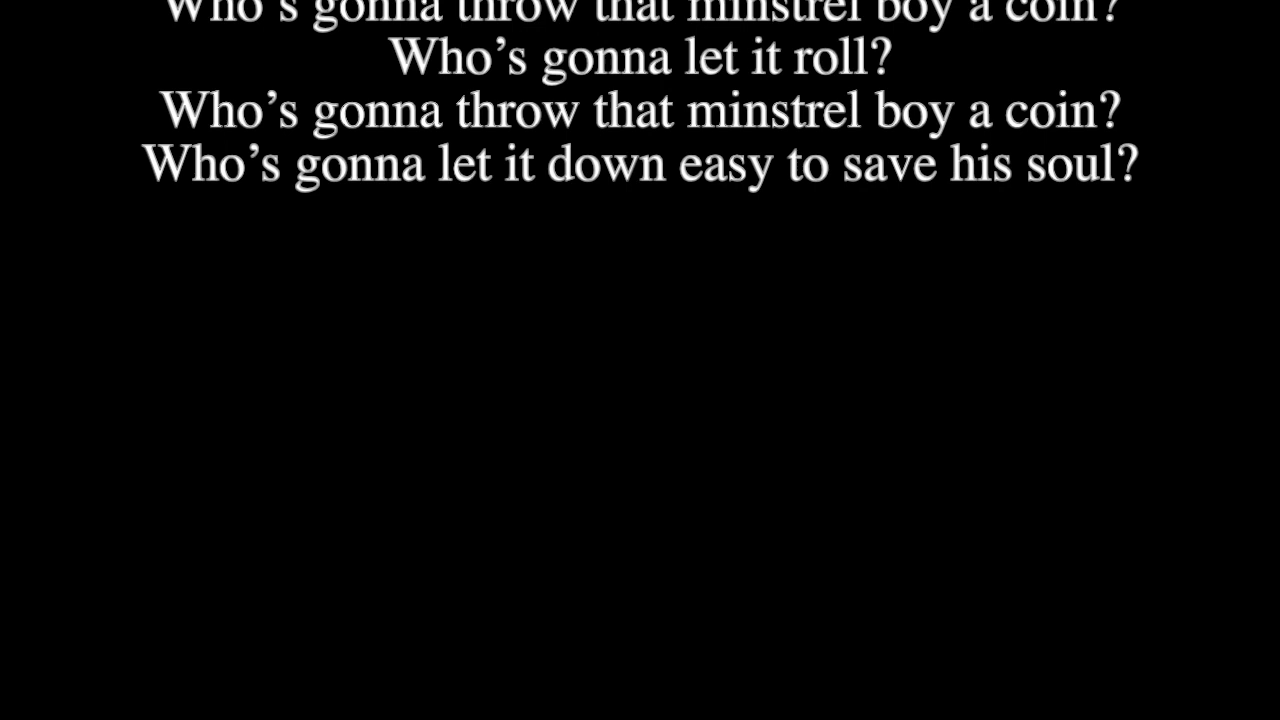 Who’s gonna throw that minstrel boy a coin?
Who’s gonna let it roll?
Who’s gonna throw that minstrel boy a coin?
Who’s gonna let it down easy to save his soul?